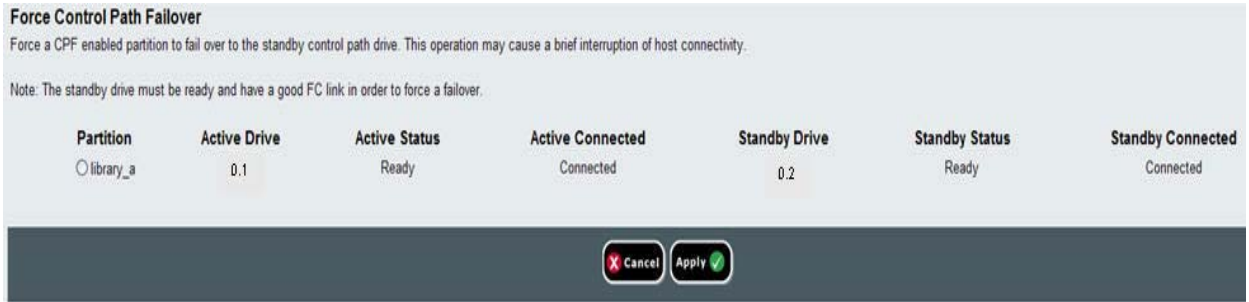 Force Control Path Failover
Force a CPF enabled partition to fail over to the standby control path drive. This operation may cause a brief interruption of host connectivity.
Note: The standby drive must be ready and have a good FC link in order to force a failover.
Partition Active Drive Active Status Active Connected Standby Drive Standby Status Standby Connected
library_a 0.1 Ready Connected 0.2 Ready Connected
Cancel Apply